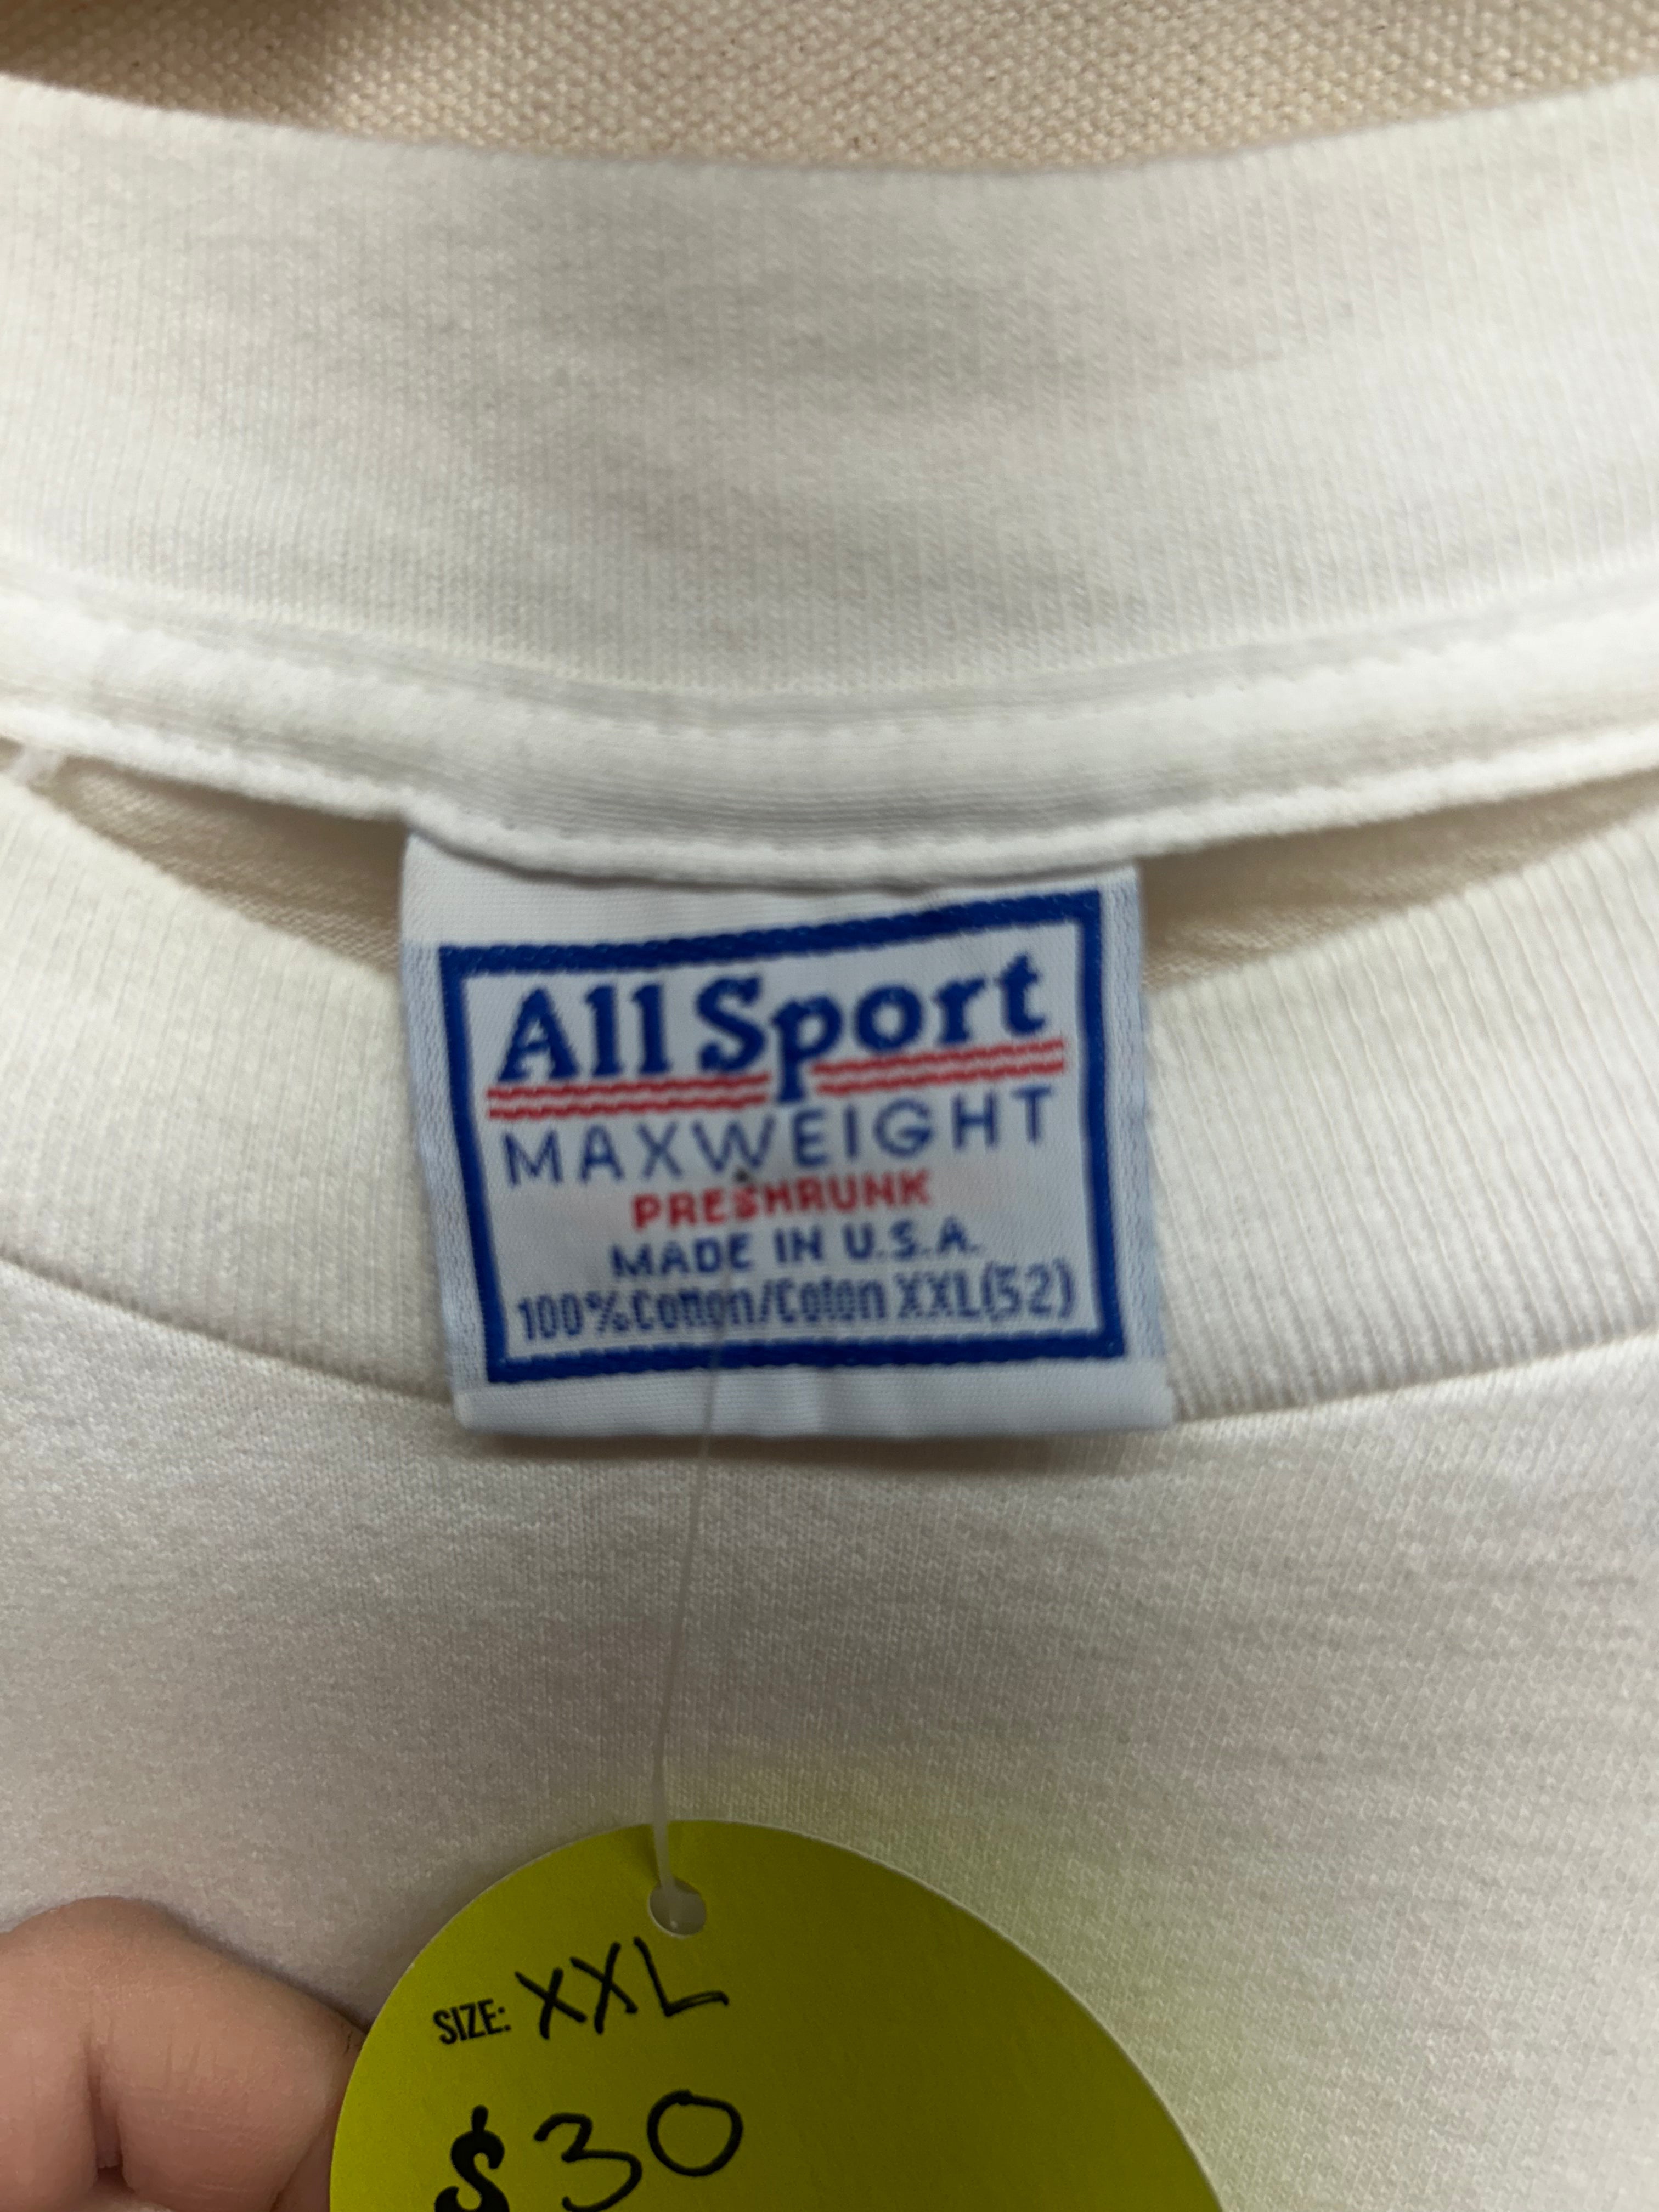 All Sport
MAXWEIGHT
PRESHRUNK
MADE IN U.S.A.
100% Cotton/Coton XXL(52)
SIZE: XXL
$30